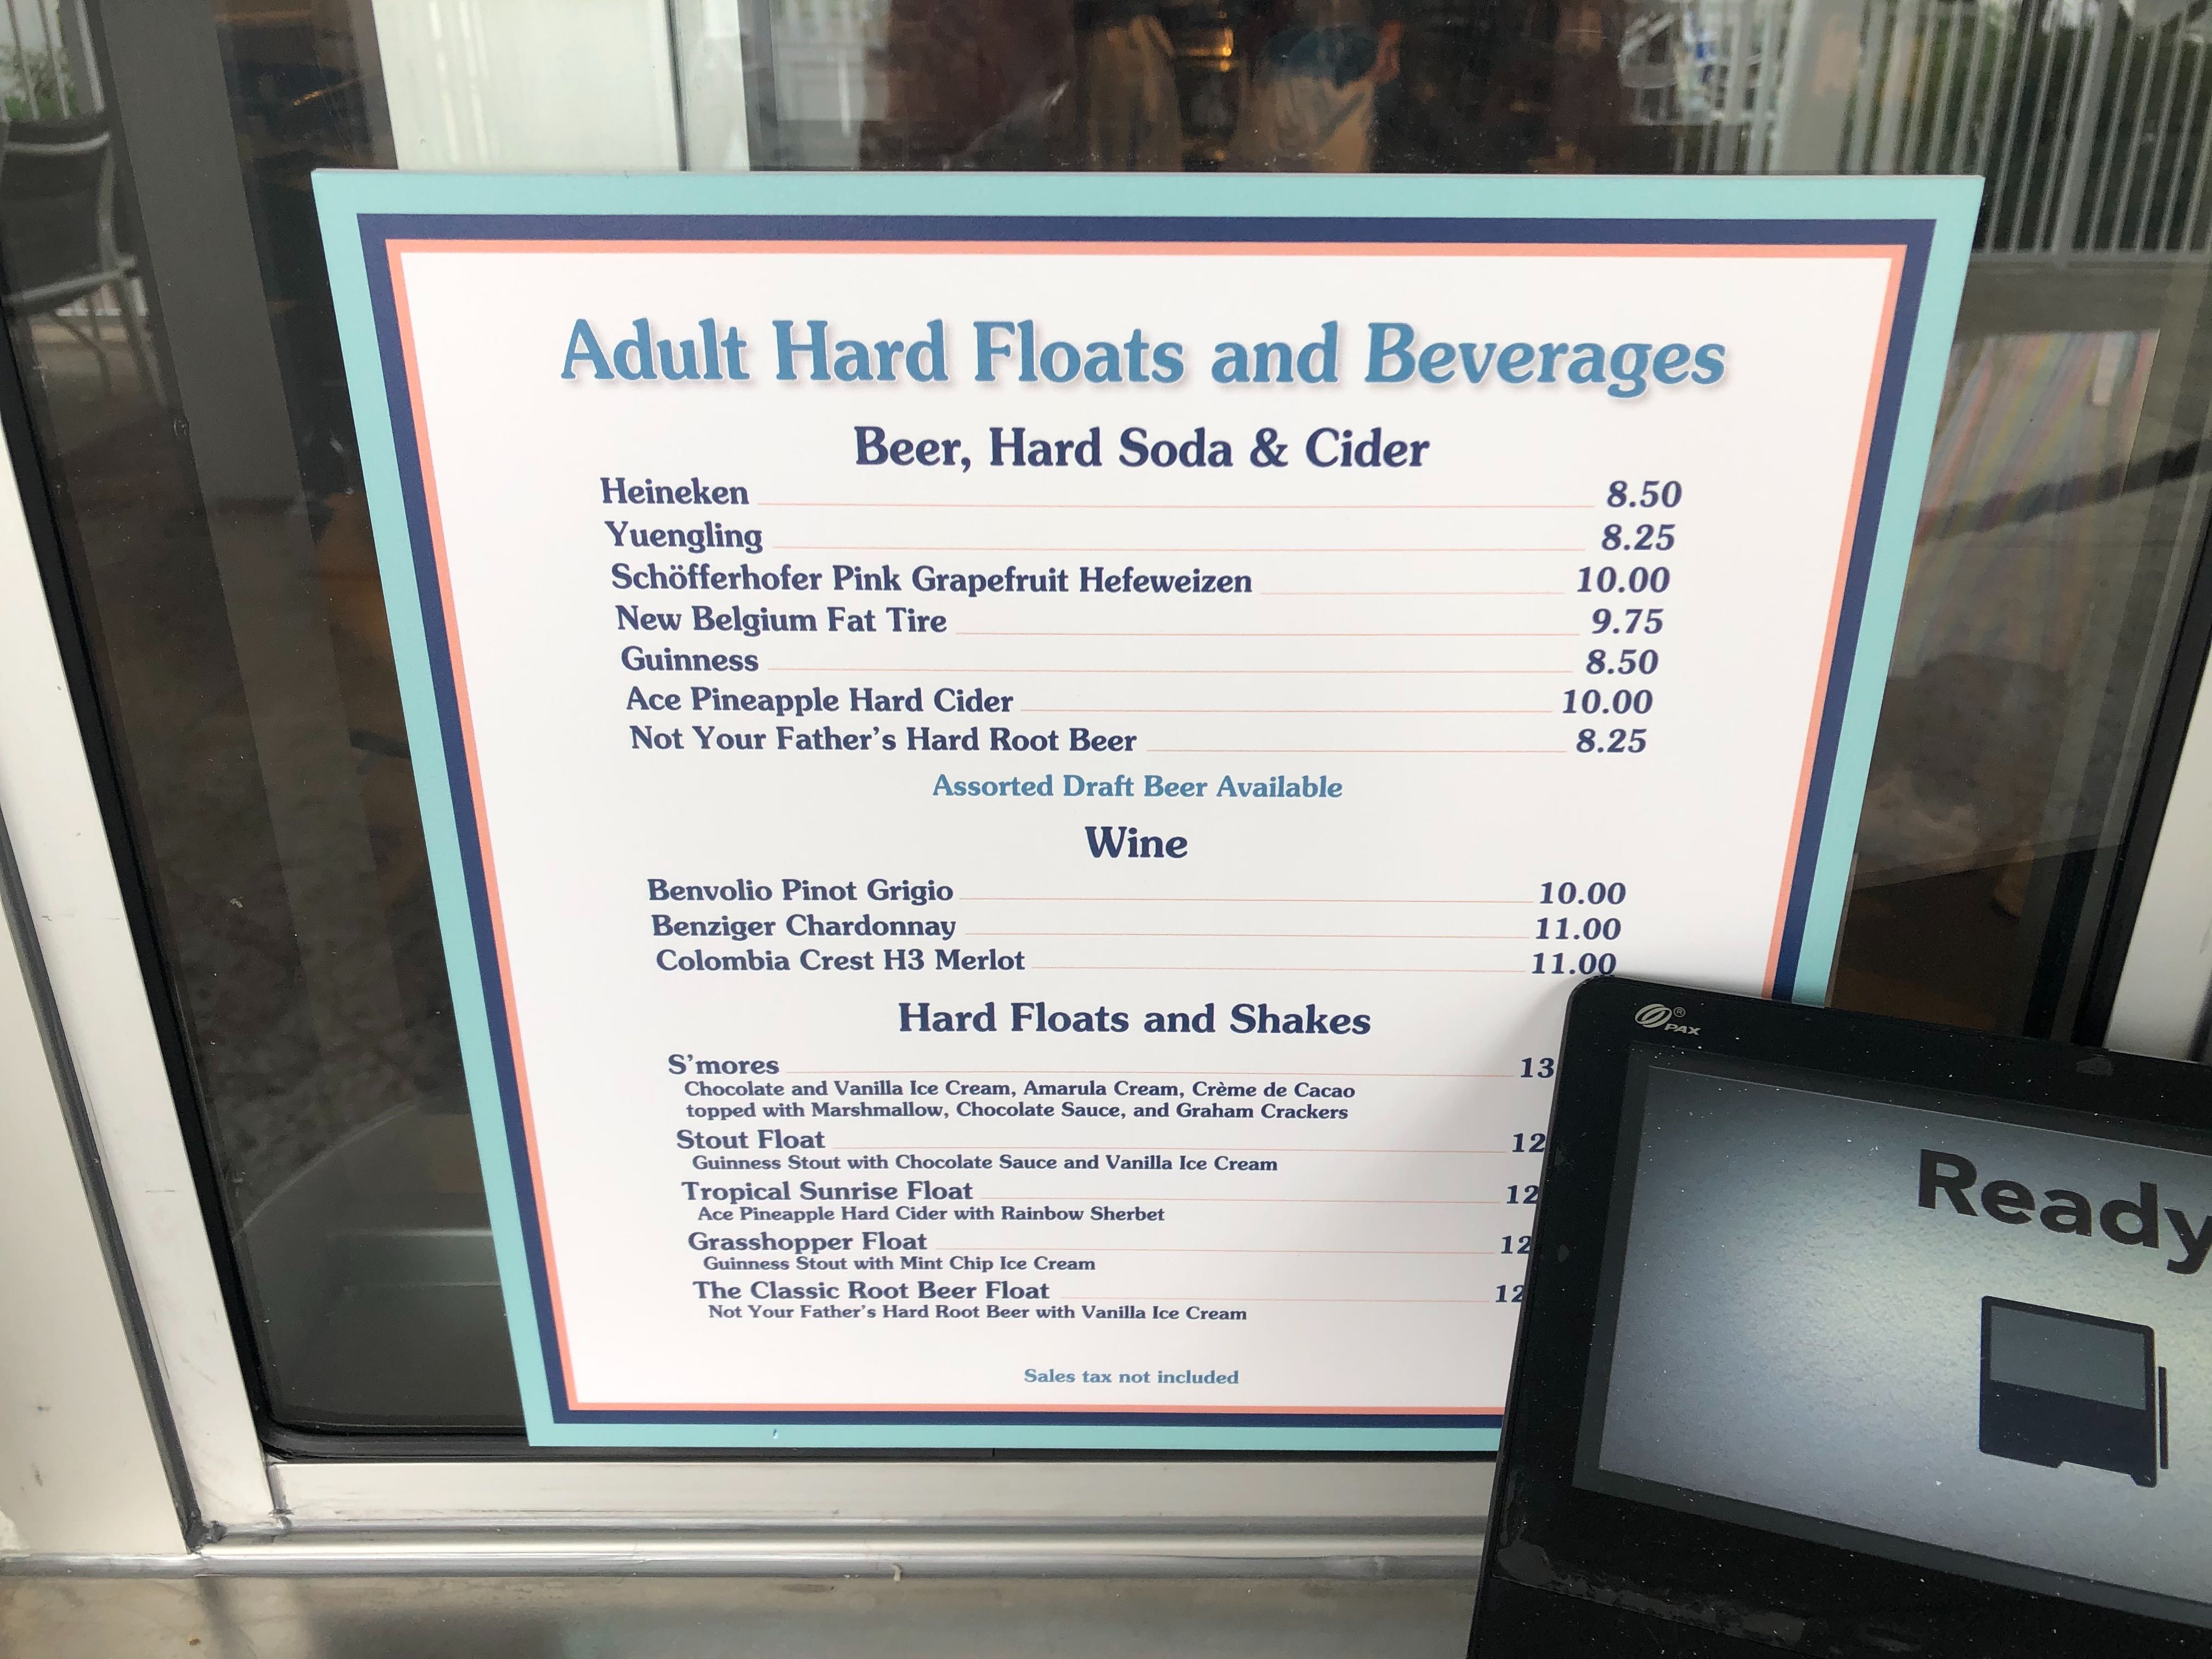 Adult Hard Floats and Beverages
Beer, Hard Soda & Cider
Heineken 8.50
Yuengling 8.25
Schöfferhofer Pink Grapefruit Hefeweizen 10.00
New Belgium Fat Tire 9.75
Guinness 8.50
Ace Pineapple Hard Cider 10.00
Not Your Father's Hard Root Beer 8.25
Assorted Draft Beer Available
Wine
Benvolio Pinot Grigio 10.00
Benziger Chardonnay 11.00
Colombia Crest H3 Merlot 11.00
Hard Floats and Shakes
S'mores 13
Chocolate and Vanilla Ice Cream, Amarula Cream, Crème de Cacao
topped with Marshmallow, Chocolate Sauce, and Graham Crackers
Stout Float 12
Guinness Stout with Chocolate Sauce and Vanilla Ice Cream
Tropical Sunrise Float 12
Ace Pineapple Hard Cider with Rainbow Sherbet
Grasshopper Float 12
Guinness Stout with Mint Chip Ice Cream
The Classic Root Beer Float 12
Not Your Father's Hard Root Beer with Vanilla Ice Cream
Sales tax not included
PAX®
Ready